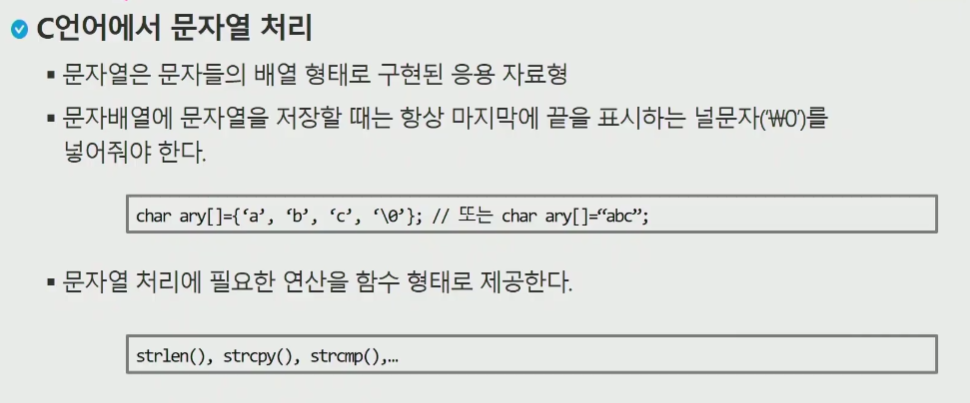 C언어에서 문자열 처리
▪ 문자열은 문자들의 배열 형태로 구현된 응용 자료형
▪ 문자배열에 문자열을 저장할 때는 항상 마지막에 끝을 표시하는 널문자('₩0')를
넣어줘야 한다.
char ary[]={‘a’, ‘b’, ‘c’, ‘\0’}; // 또는 char ary[]=“abc”;
▪ 문자열 처리에 필요한 연산을 함수 형태로 제공한다.
strlen(), strcpy(), strcmp(),…